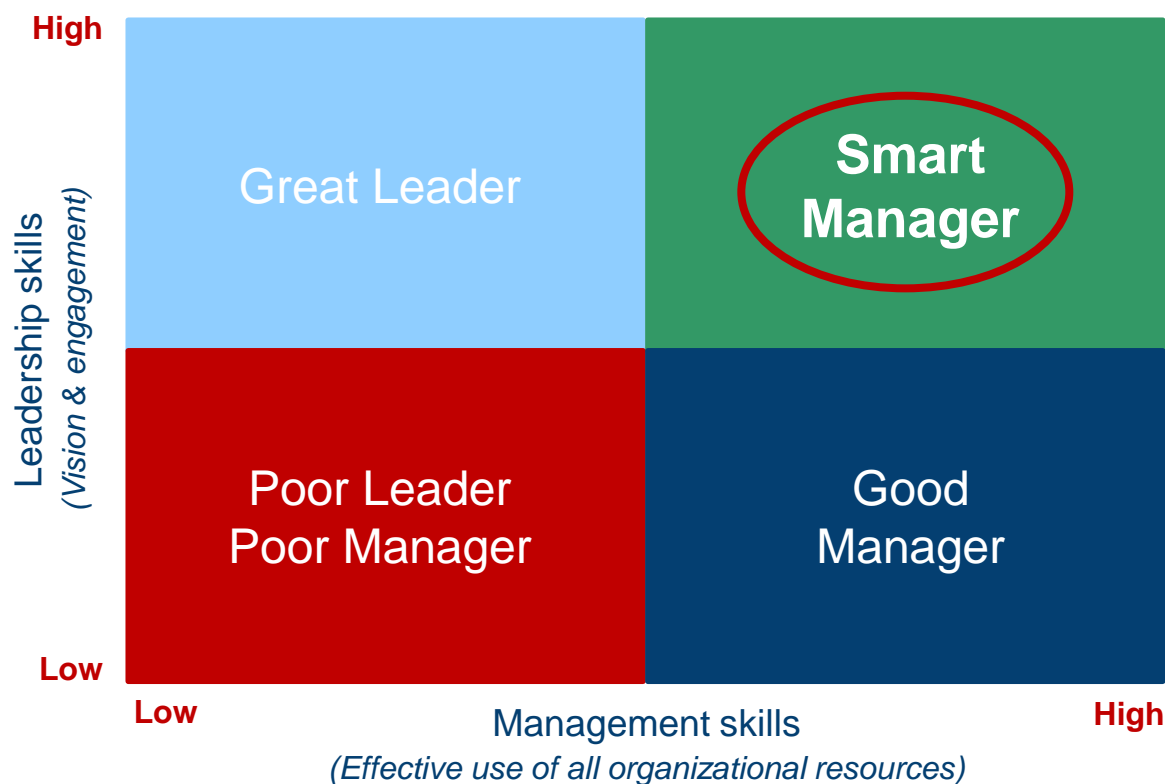 High
Great Leader
Smart
Manager
Leadership skills
(Vision & engagement)
Poor Leader
Poor Manager
Good
Manager
Low
Low
Management skills
High
(Effective use of all organizational resources)